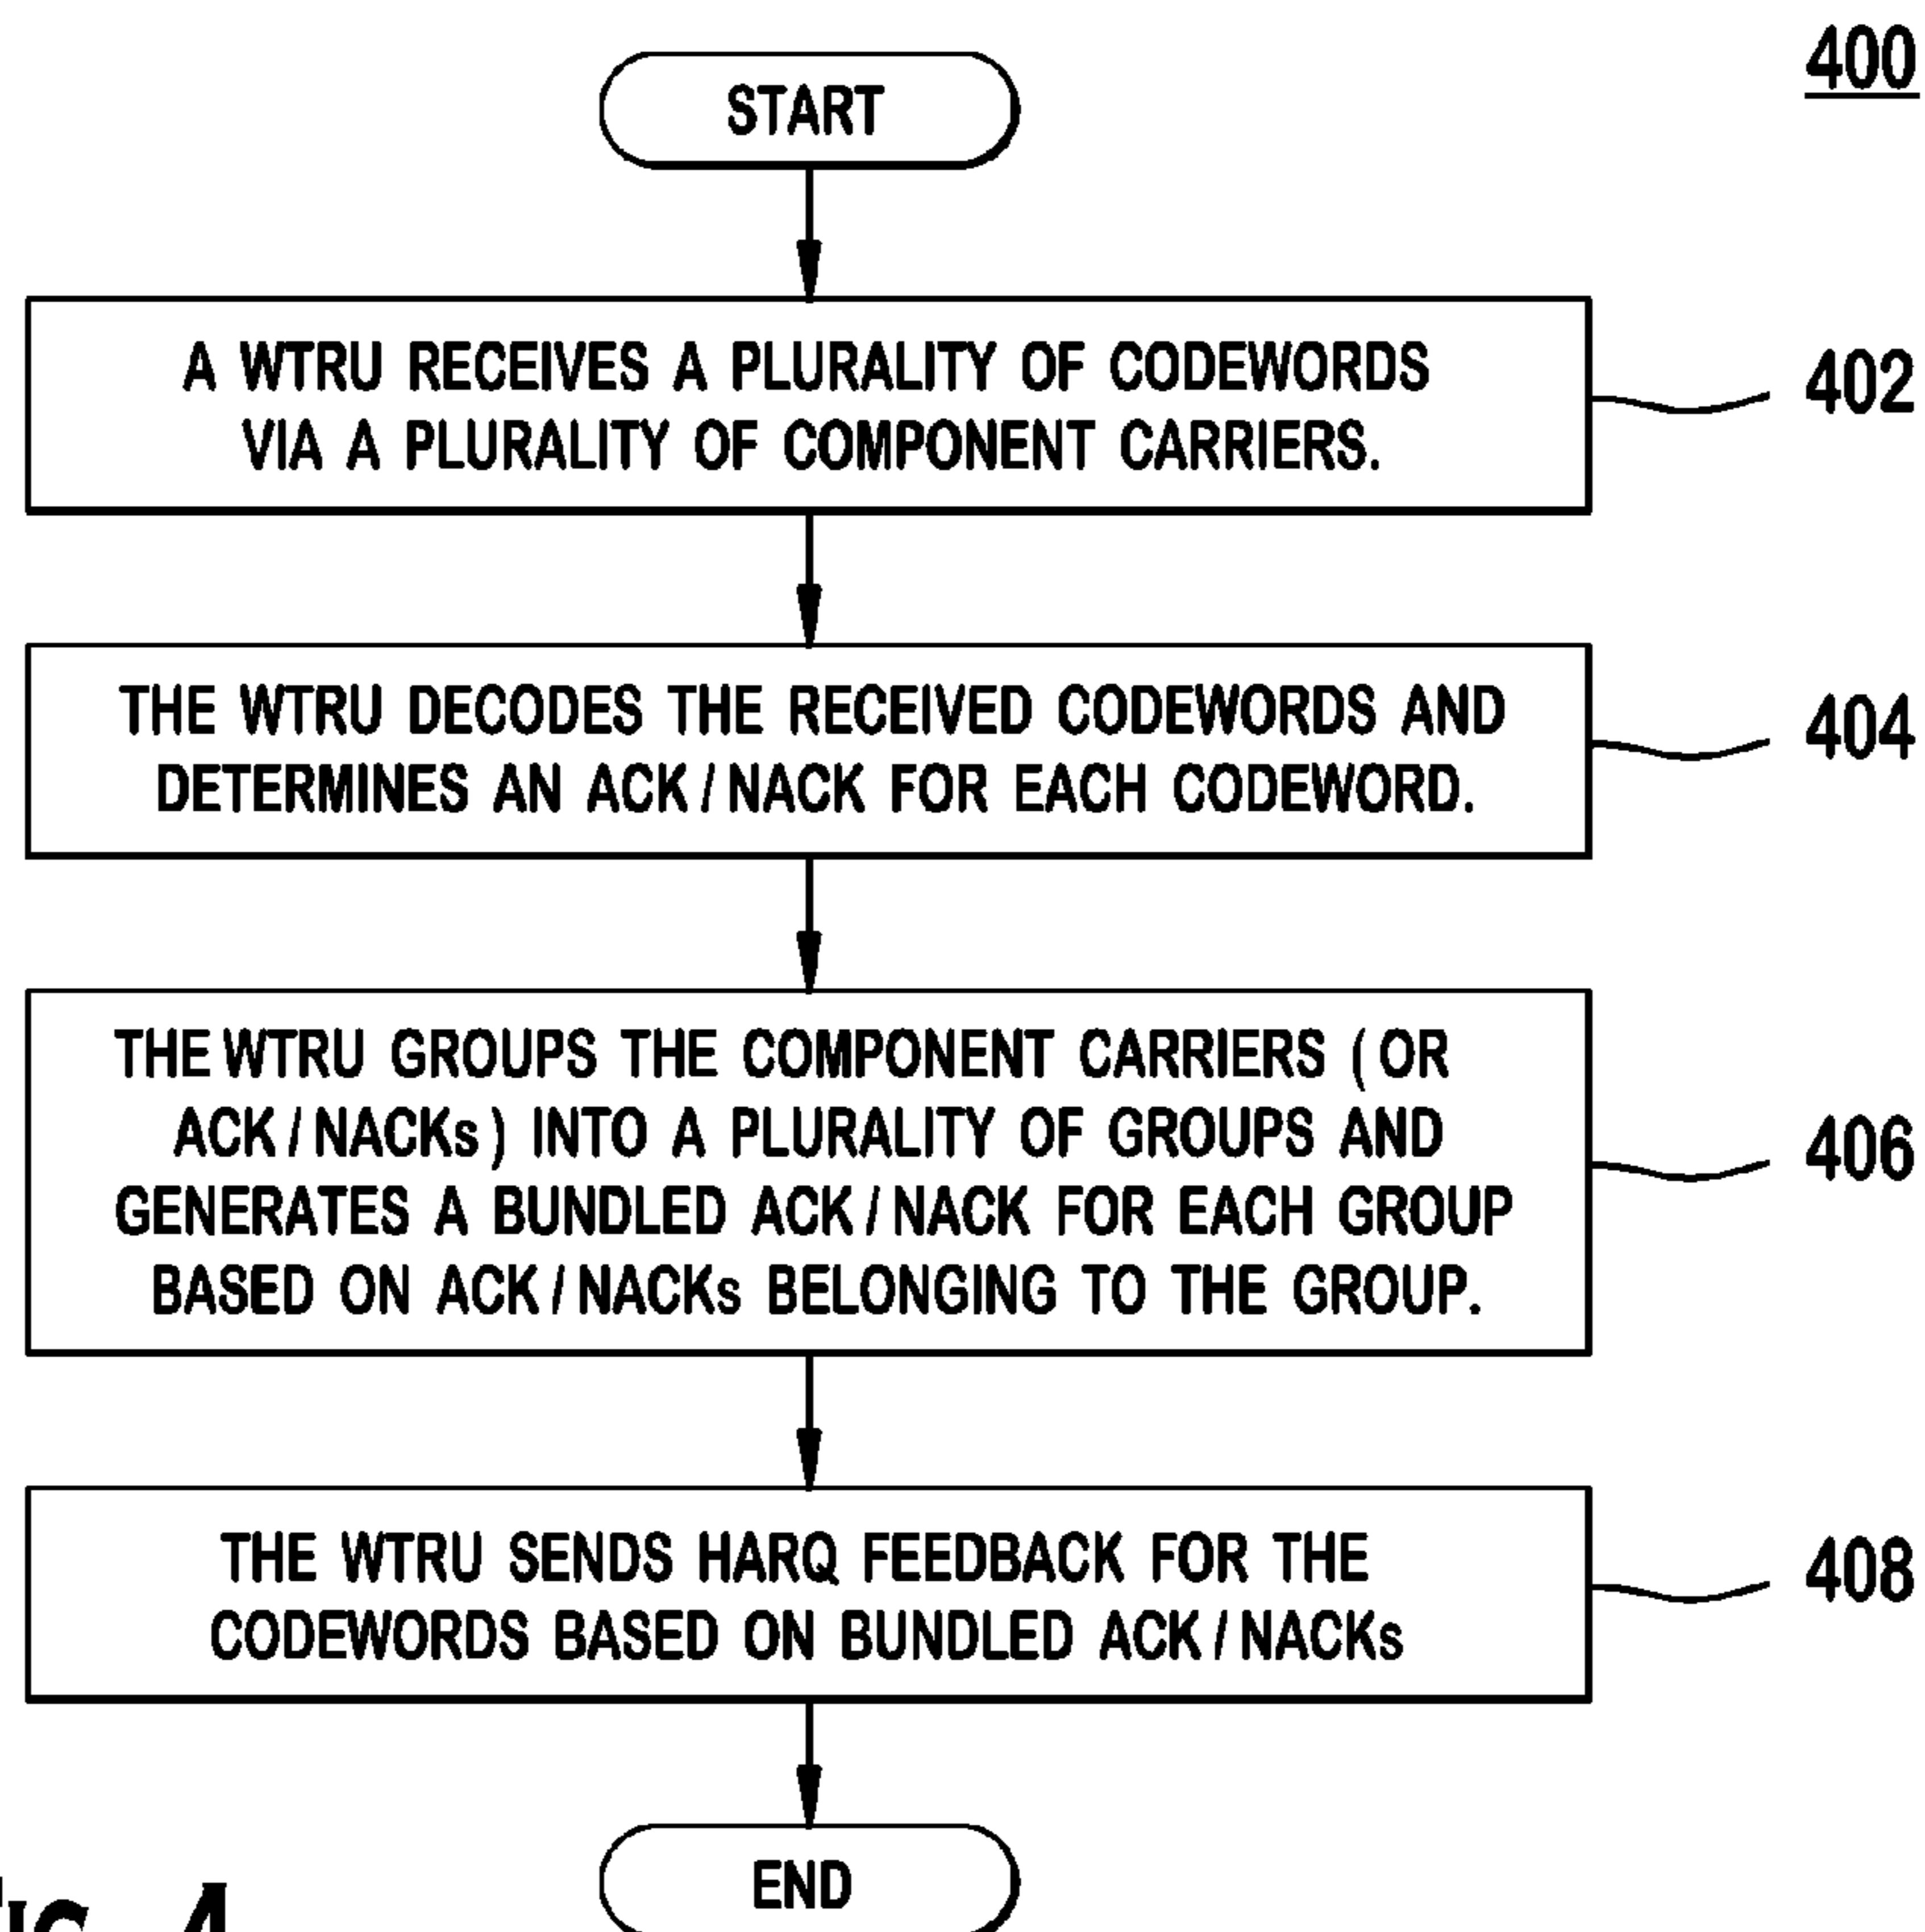 400
START
A WTRU RECEIVES A PLURALITY OF CODEWORDS
VIA A PLURALITY OF COMPONENT CARRIERS.
402
THE WTRU DECODES THE RECEIVED CODEWORDS AND
DETERMINES AN ACK/NACK FOR EACH CODEWORD.
404
THE WTRU GROUPS THE COMPONENT CARRIERS (OR
ACK/NACKs) INTO A PLURALITY OF GROUPS AND
GENERATES A BUNDLED ACK/NACK FOR EACH GROUP
BASED ON ACK/NACKs BELONGING TO THE GROUP.
406
THE WTRU SENDS HARQ FEEDBACK FOR THE
CODEWORDS BASED ON BUNDLED ACK/NACKs
408
END
4